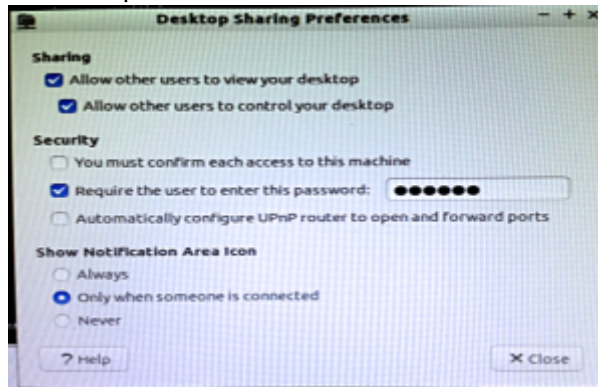 Desktop Sharing Preferences
Sharing
Allow other users to view your desktop
Allow other users to control your desktop
Security
You must confirm each access to this machine
Require the user to enter this password: ●●●●●●
Automatically configure UPnP router to open and forward ports
Show Notification Area Icon
Always
Only when someone is connected
Never
? Help
× Close